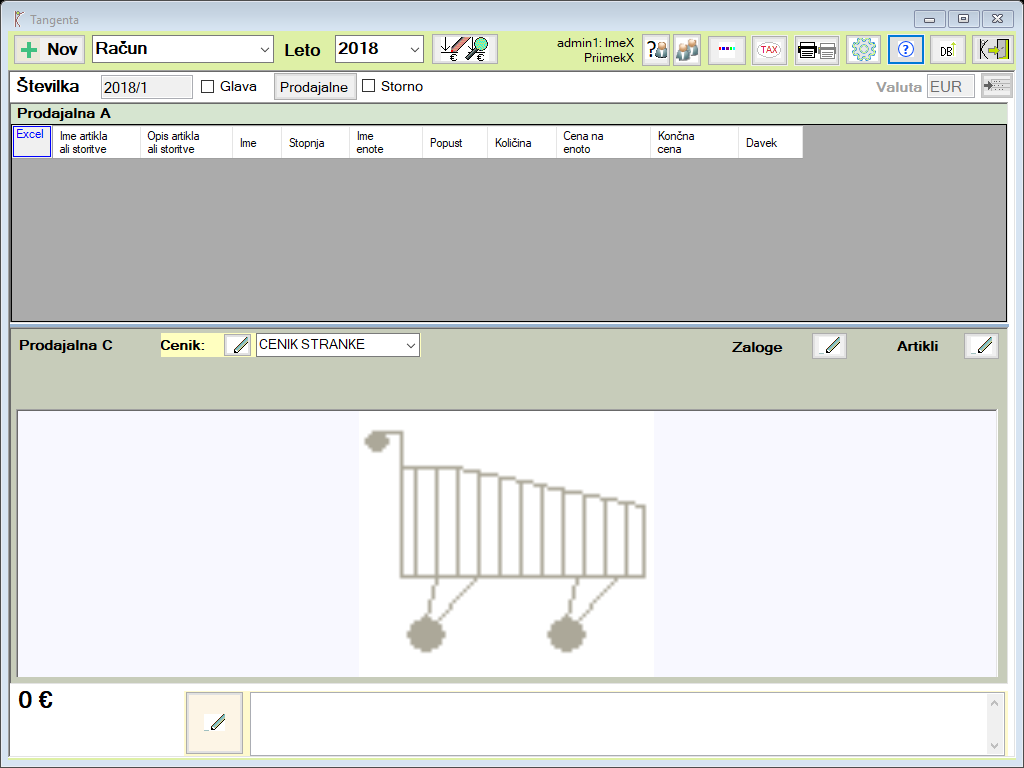 Tangenta
Nov Račun Leto 2018 admin1: ImeX
PriimekX
?
TAX
?
DB
Številka 2018/1 Glava Prodajalne Storno Valuta EUR
Prodajalna A
Excel
Ime artikla
ali storitve
Opis artikla
ali storitve
Ime
Stopnja
Ime
enote
Popust
Količina
Cena na
enoto
Končna
cena
Davek
Prodajalna C Cenik: CENIK STRANKE Zaloge Artikli
0 €